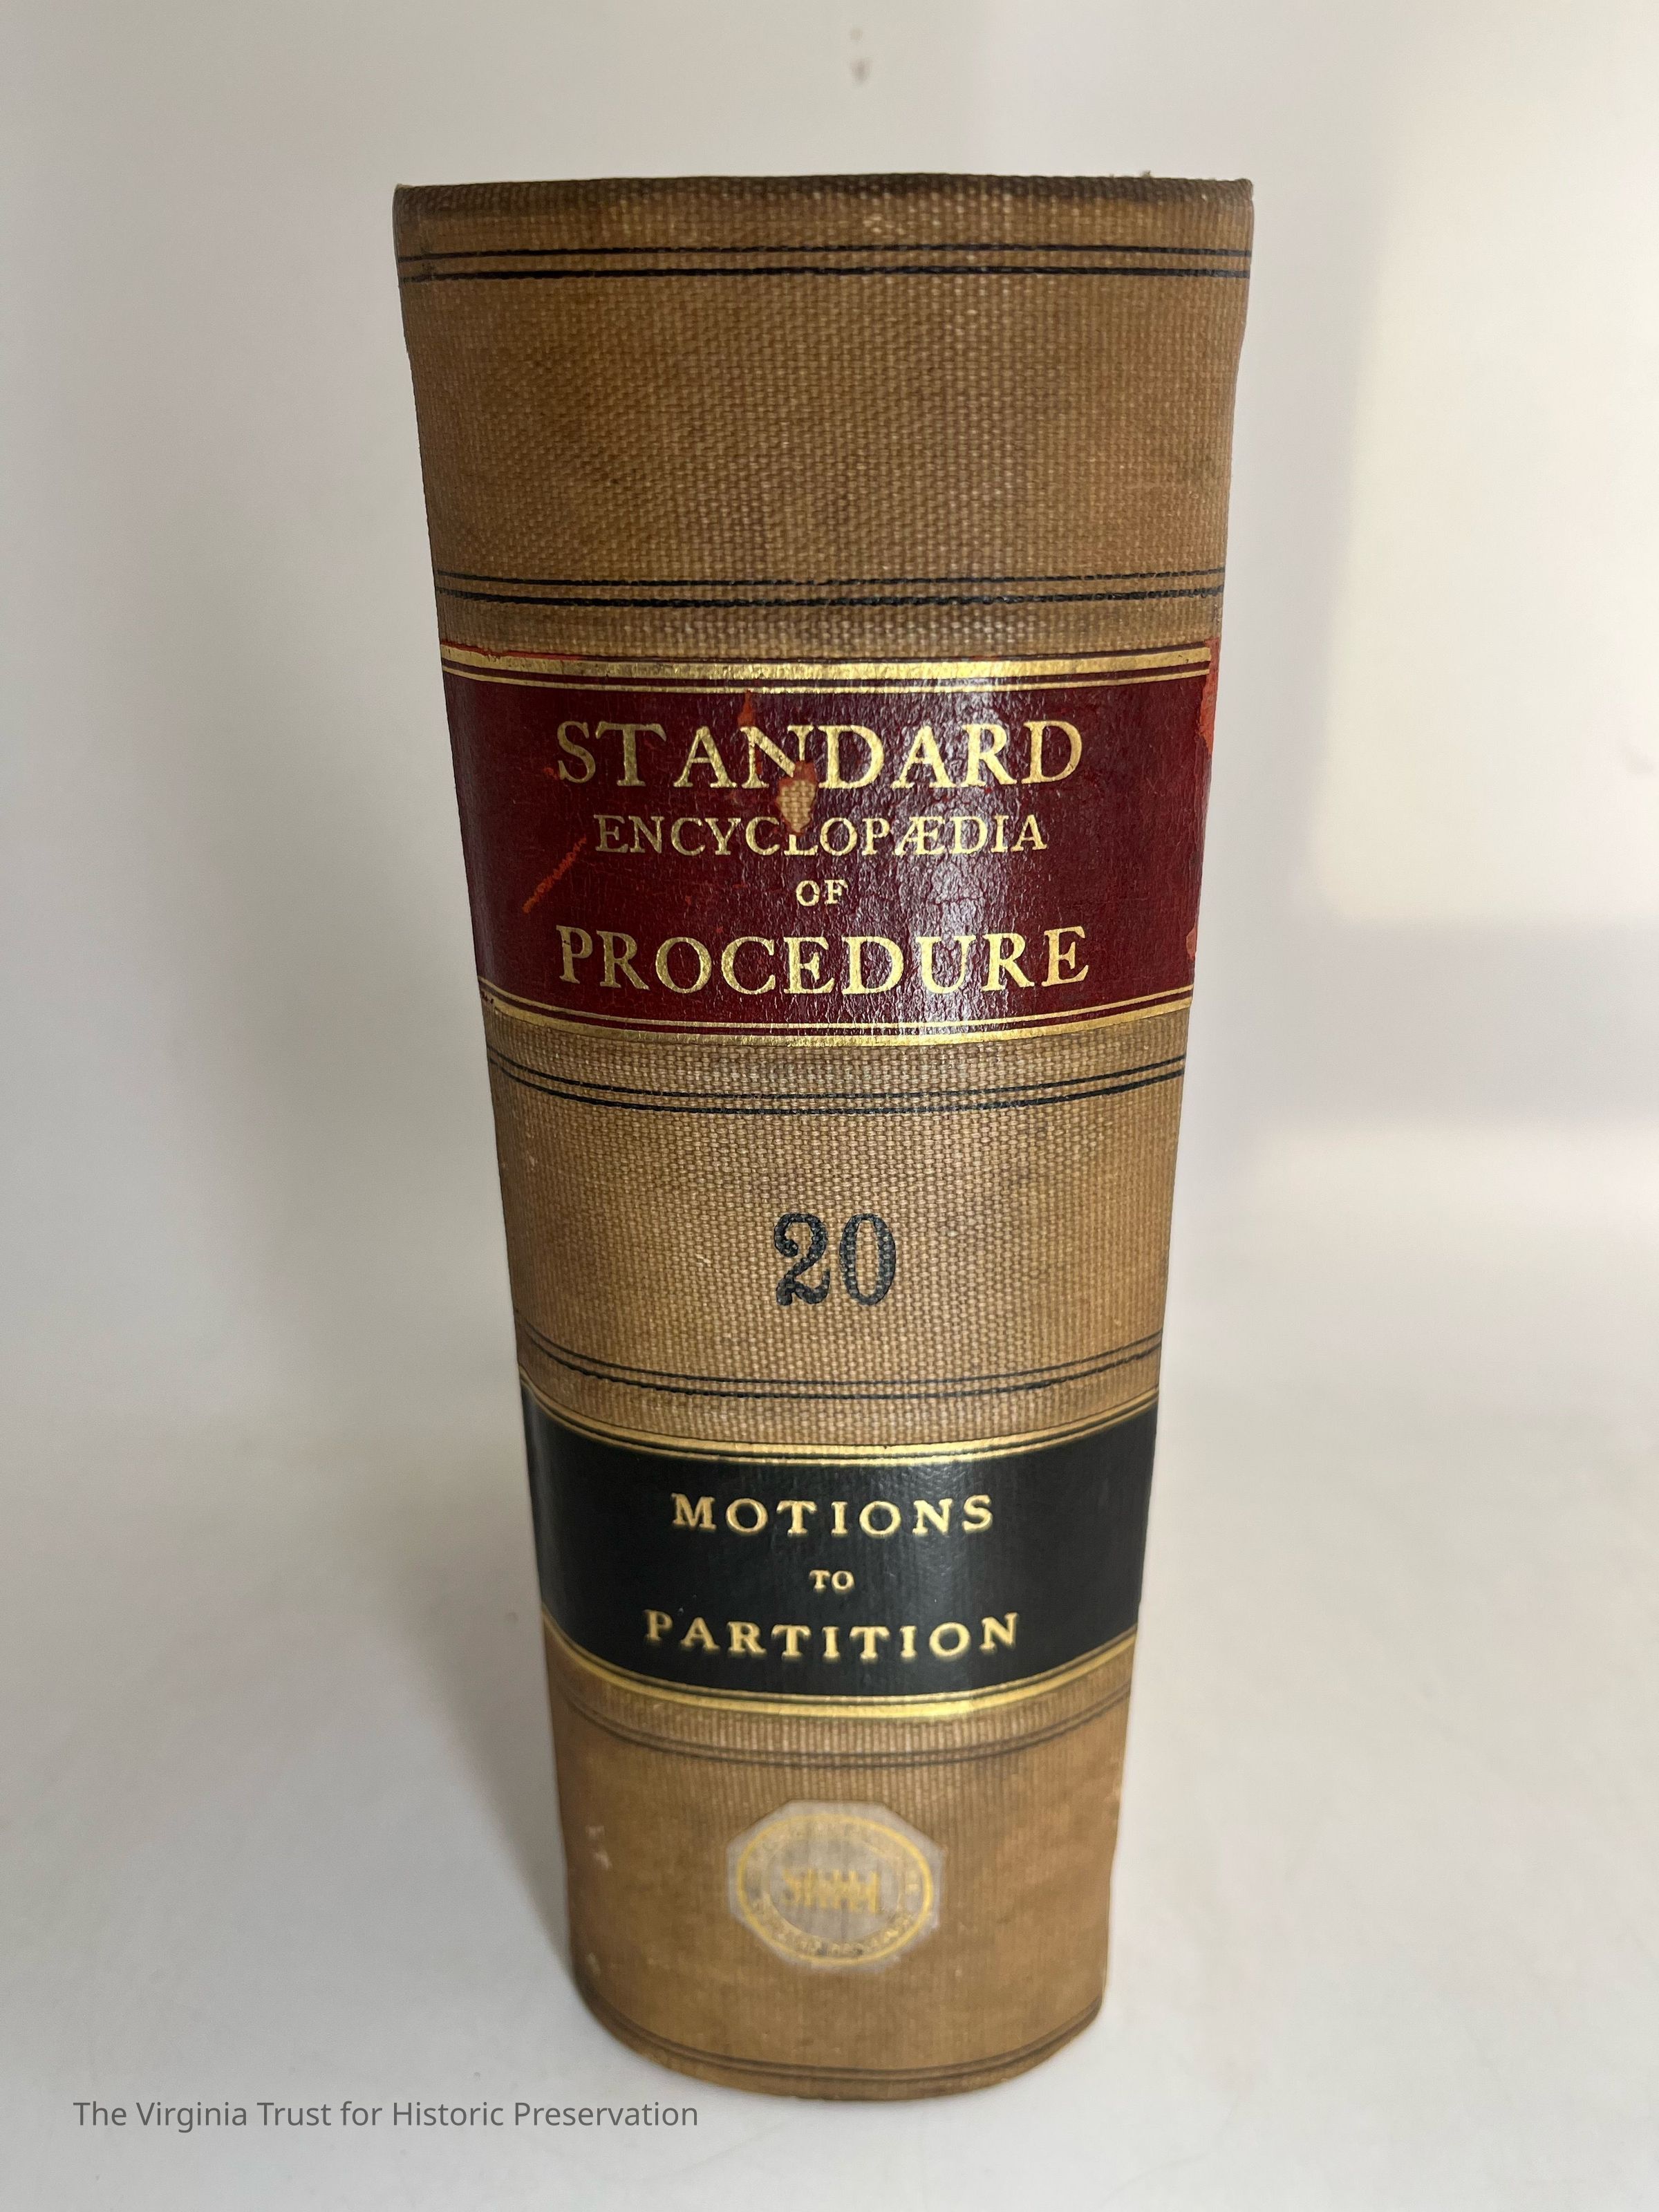 STANDARD
ENCYCLOPÆDIA
OF
PROCEDURE
20
MOTIONS
TO
PARTITION
The Virginia Trust for Historic Preservation